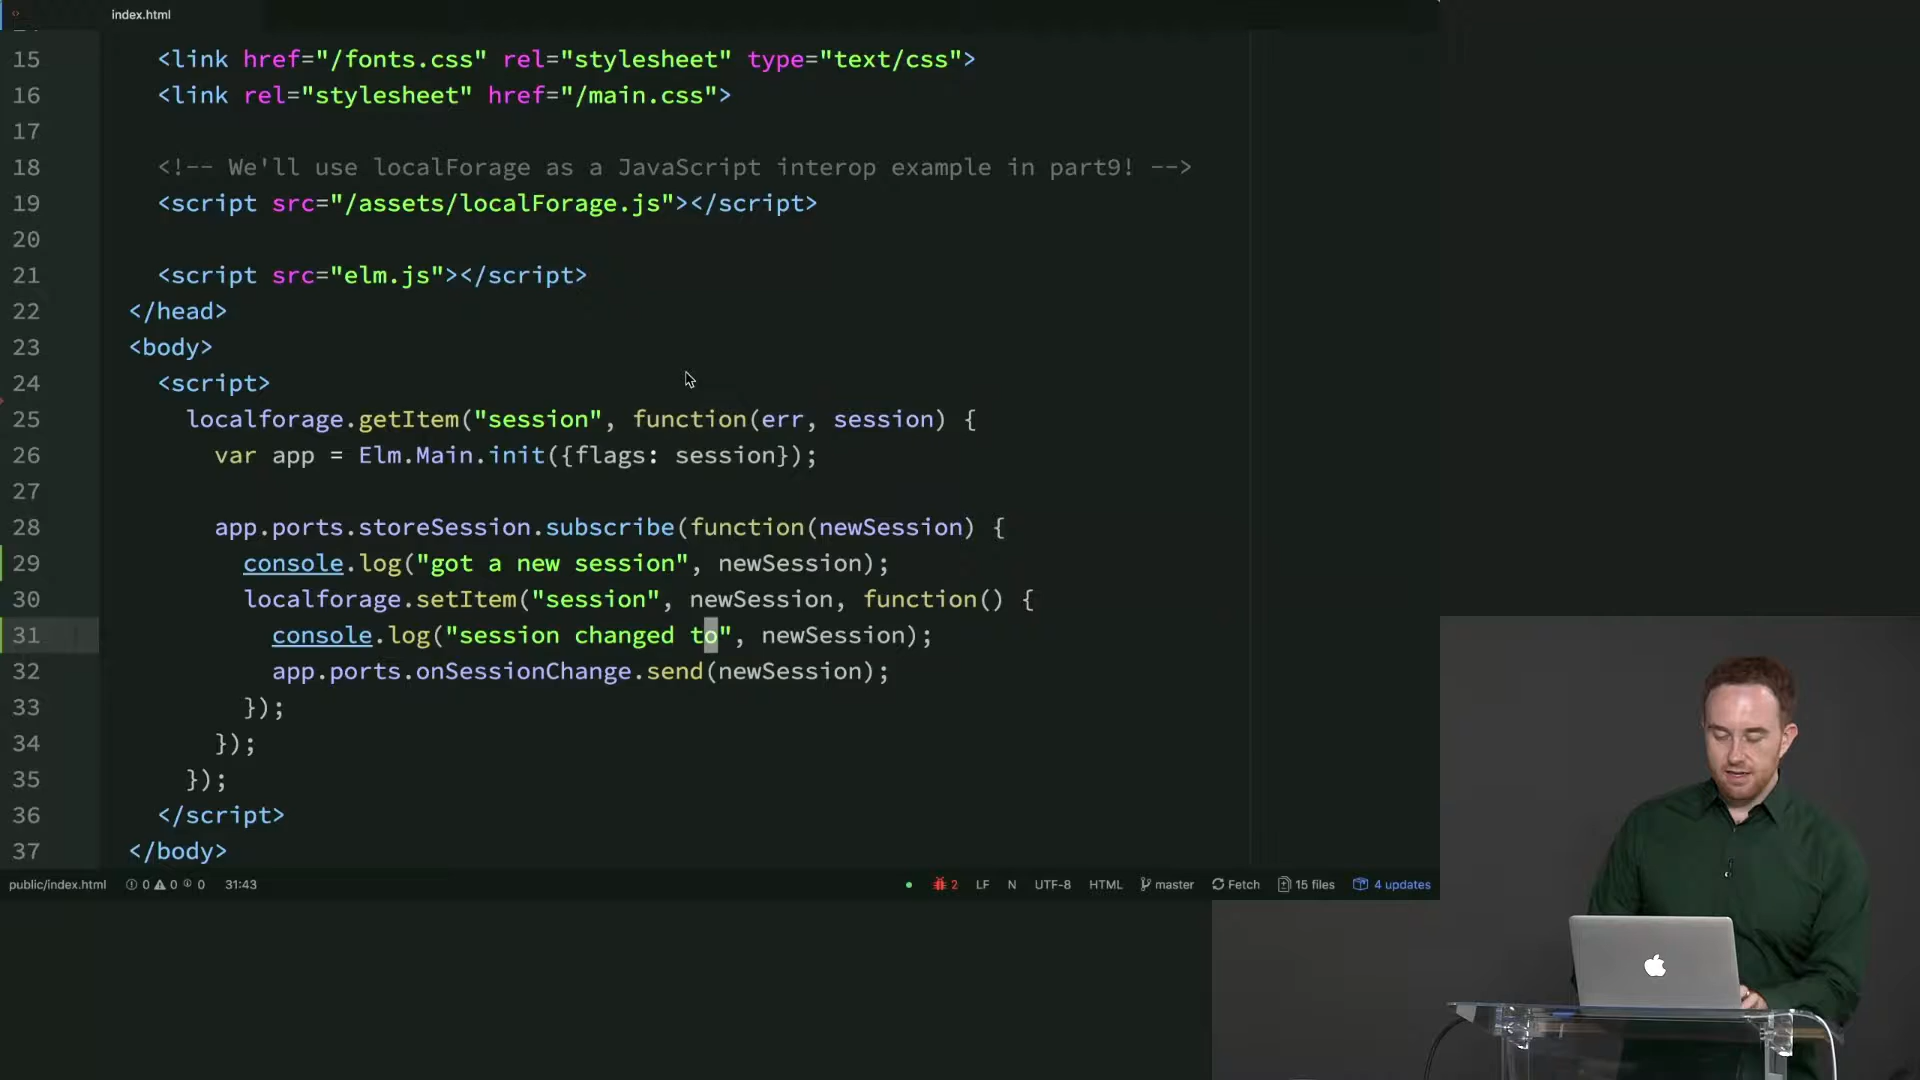 index.html
15 <link href="/fonts.css" rel="stylesheet" type="text/css">
16 <link rel="stylesheet" href="/main.css">
17
18 <!-- We'll use localForage as a JavaScript interop example in part9! -->
19 <script src="/assets/localForage.js"></script>
20
21 <script src="elm.js"></script>
22 </head>
23 <body>
24 <script>
25 localforage.getItem("session", function(err, session) {
26 var app = Elm.Main.init({flags: session});
27
28 app.ports.storeSession.subscribe(function(newSession) {
29 console.log("got a new session", newSession);
30 localforage.setItem("session", newSession, function() {
31 console.log("session changed to", newSession);
32 app.ports.onSessionChange.send(newSession);
33 });
34 });
35 });
36 </script>
37 </body>
public/index.html 0 0 0 31:43 2 LF N UTF-8 HTML master Fetch 15 files 4 updates